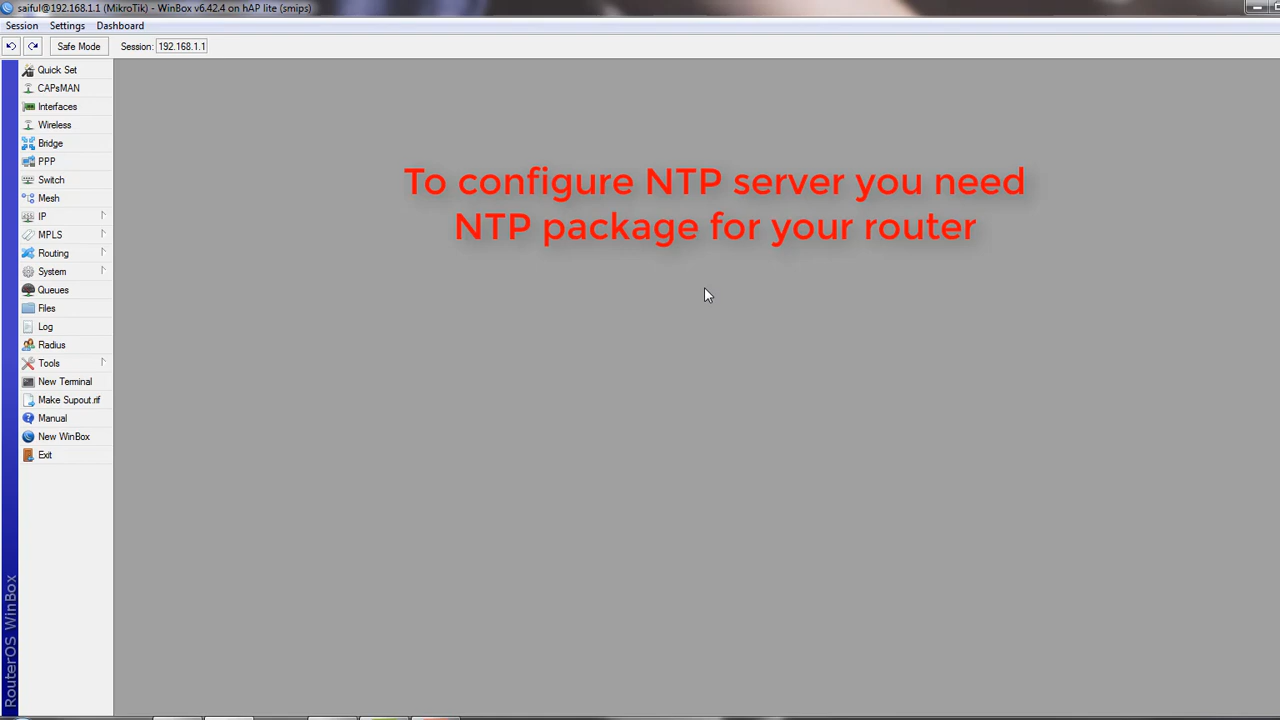 saiful@192.168.1.1 (MikroTik) - WinBox v6.42.4 on hAP lite (smips)
Session Settings Dashboard
Safe Mode Session: 192.168.1.1
Quick Set
CAPsMAN
Interfaces
Wireless
Bridge
PPP
Switch
Mesh
IP
MPLS
Routing
System
Queues
Files
Log
Radius
Tools
New Terminal
Make Supout.rif
Manual
New WinBox
Exit
RouterOS WinBox
To configure NTP server you need
NTP package for your router